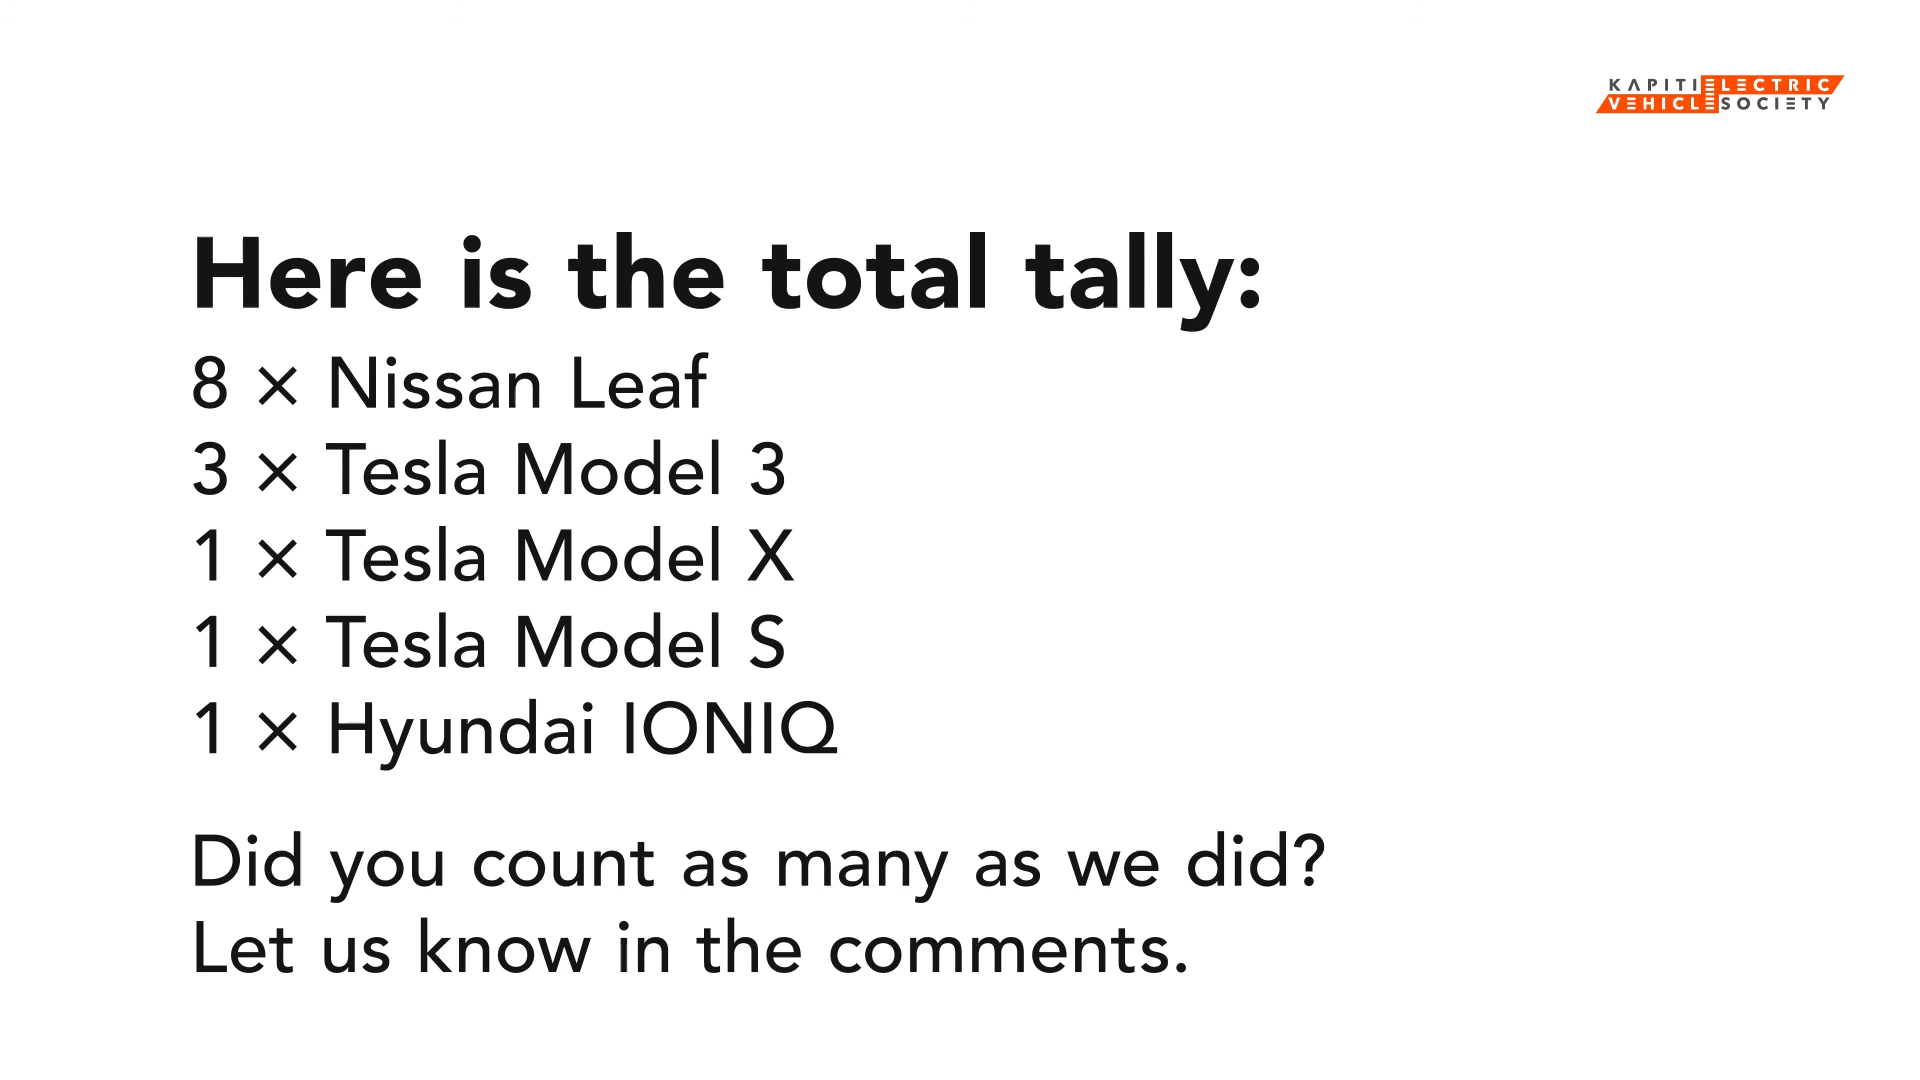 KAPITI ELECTRIC
VEHICLE SOCIETY
Here is the total tally:
8 × Nissan Leaf
3 × Tesla Model 3
1 × Tesla Model X
1 × Tesla Model S
1 × Hyundai IONIQ
Did you count as many as we did?
Let us know in the comments.